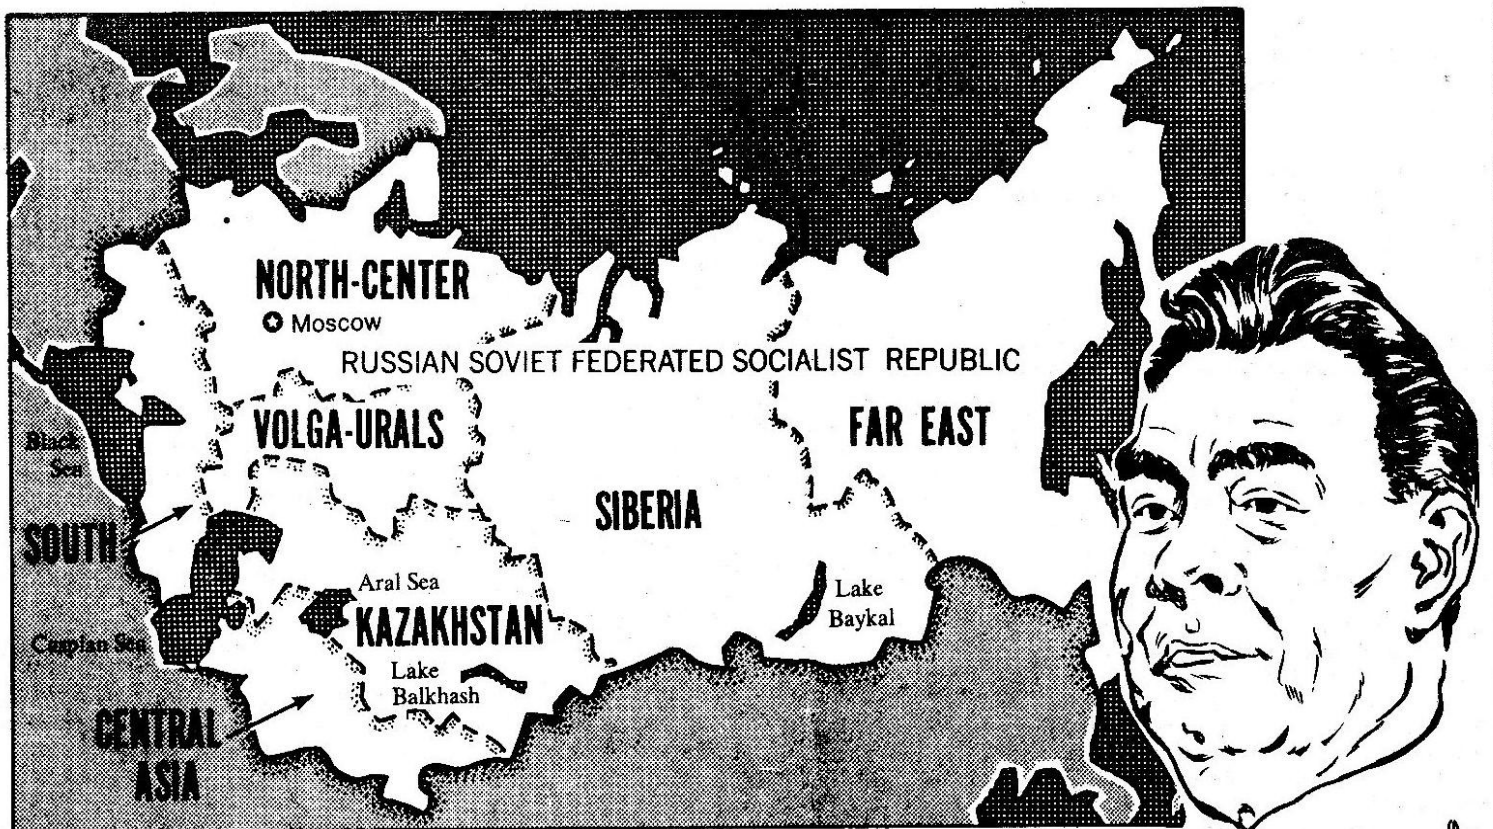 NORTH-CENTER
Moscow
RUSSIAN SOVIET FEDERATED SOCIALIST REPUBLIC
VOLGA-URALS
FAR EAST
Black
Sea
SIBERIA
SOUTH
Aral Sea
KAZAKHSTAN
Lake
Baykal
Caspian Sea
Lake
Balkhash
CENTRAL
ASIA